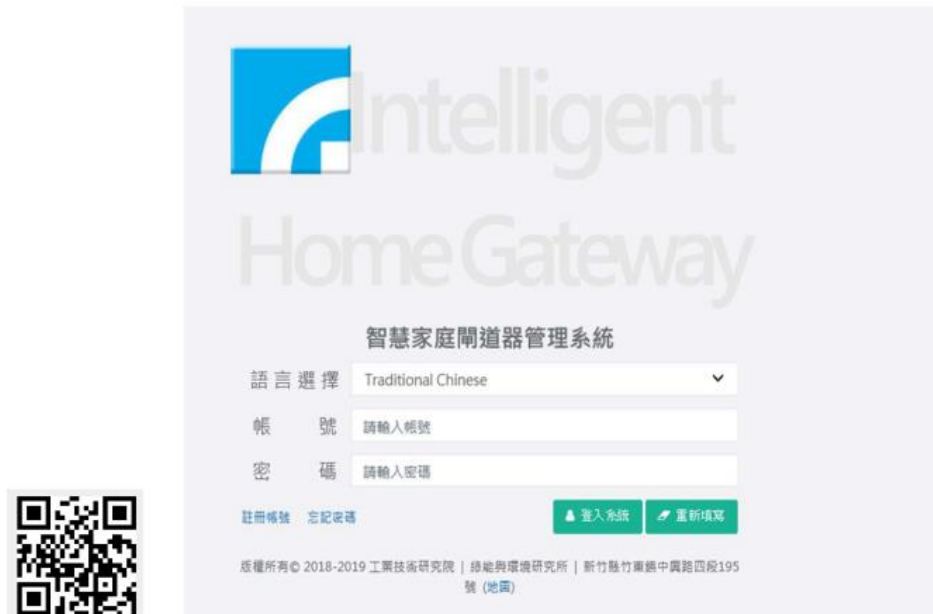 Intelligent
Home Gateway
智慧家庭閘道器管理系統
語言選擇 Traditional Chinese
帳 號 請輸入帳號
密 碼 請輸入密碼
註冊帳號 忘記密碼 登入系統 重新填寫
版權所有© 2018-2019 工業技術研究院 | 綠能與環境研究所 | 新竹縣竹東鎮中興路四段195
號 (地圖)